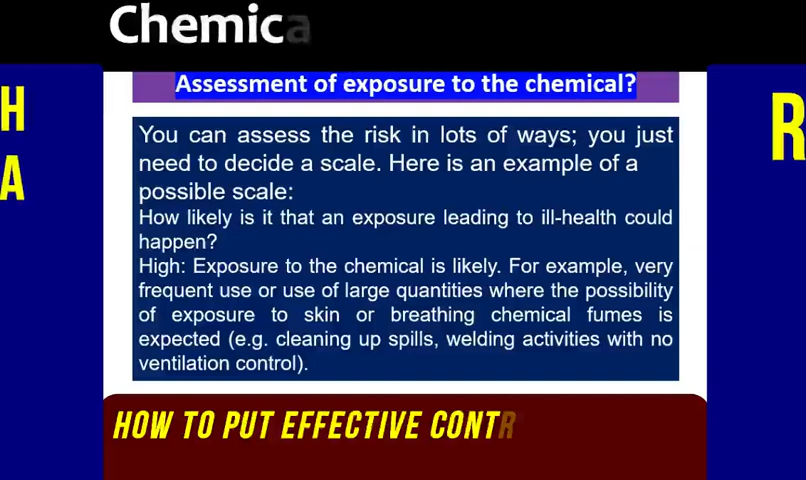 Chemica
Assessment of exposure to the chemical?
H
A
R
You can assess the risk in lots of ways; you just
need to decide a scale. Here is an example of a
possible scale:
How likely is it that an exposure leading to ill-health could
happen?
High: Exposure to the chemical is likely. For example, very
frequent use or use of large quantities where the possibility
of exposure to skin or breathing chemical fumes is
expected (e.g. cleaning up spills, welding activities with no
ventilation control).
HOW TO PUT EFFECTIVE CONTR